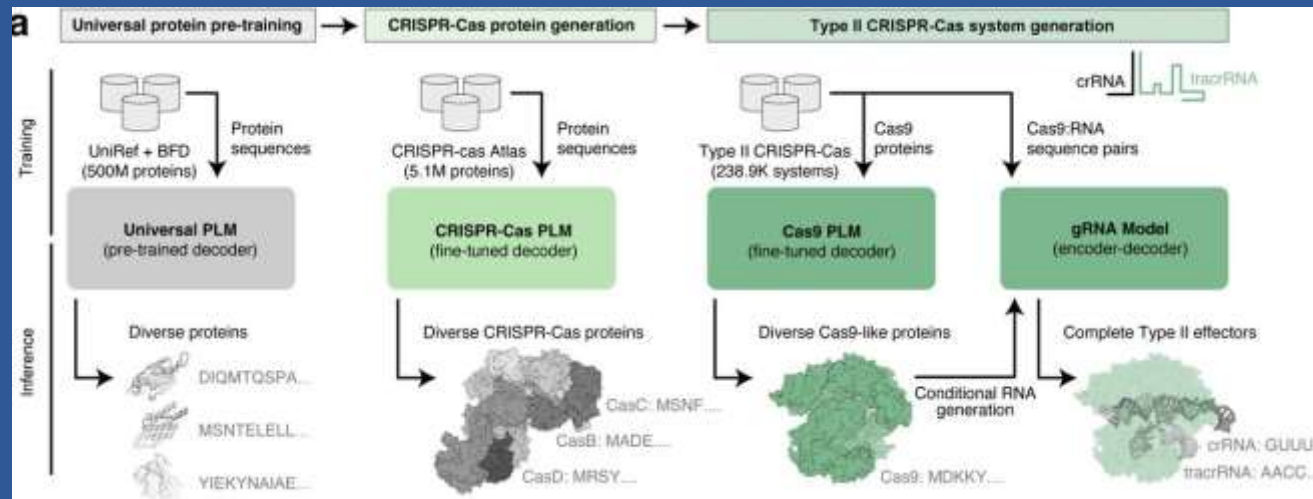 a
Universal protein pre-training
CRISPR-Cas protein generation
Type II CRISPR-Cas system generation
crRNA
tracrRNA
Training
Protein
sequences
UniRef + BFD
(500M proteins)
Protein
sequences
CRISPR-cas Atlas
(5.1M proteins)
Cas9
proteins
Type II CRISPR-Cas
(238.9K systems)
Cas9:RNA
sequence pairs
Universal PLM
(pre-trained decoder)
CRISPR-Cas PLM
(fine-tuned decoder)
Cas9 PLM
(fine-tuned decoder)
gRNA Model
(encoder-decoder)
Inference
Diverse proteins
DIQMTQSPA...
MSNTELELL...
YIEKYNAIAE...
Diverse CRISPR-Cas proteins
CasC: MSNF....
CasB: MADE....
CasD: MRSY....
Diverse Cas9-like proteins
Cas9: MDKKY....
Conditional RNA
generation
Complete Type II effectors
crRNA: GUUU
tracrRNA: AACC.